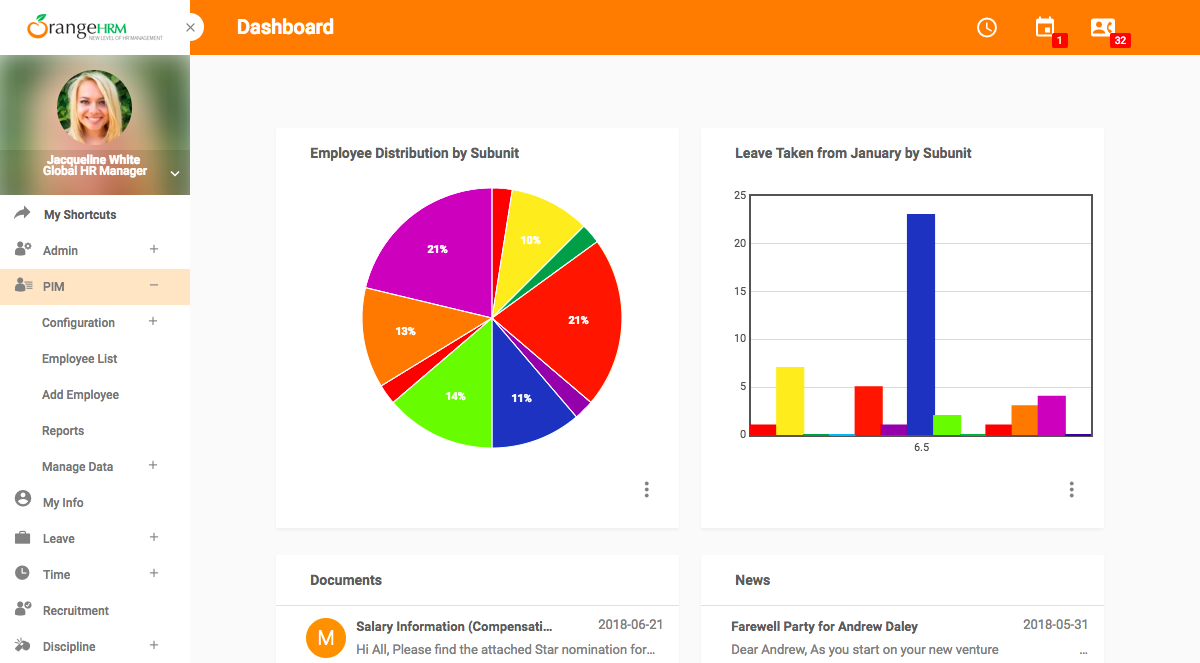 OrangeHRM
NEW LEVEL OF HR MANAGEMENT
Dashboard
1
32
Jacqueline White
Global HR Manager
My Shortcuts
Admin
PIM
Configuration
Employee List
Add Employee
Reports
Manage Data
My Info
Leave
Time
Recruitment
Discipline
Employee Distribution by Subunit
10%
21%
11%
14%
13%
21%
Leave Taken from January by Subunit
25
20
15
10
5
0
6.5
Documents
M
Salary Information (Compensati...
2018-06-21
Hi All, Please find the attached Star nomination for...
News
Farewell Party for Andrew Daley
2018-05-31
Dear Andrew, As you start on your new venture ...